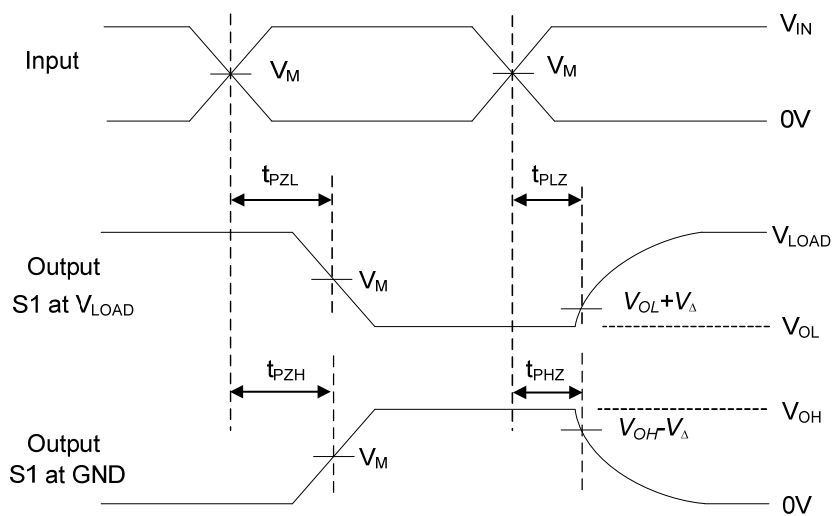 V_IN
Input
V_M
V_M
0V
t_PZL
t_PLZ
V_LOAD
Output
S1 at V_LOAD
V_M
V_OL+V_Δ
V_OL
t_PZH
t_PHZ
V_OH
V_OH-V_Δ
Output
S1 at GND
V_M
0V